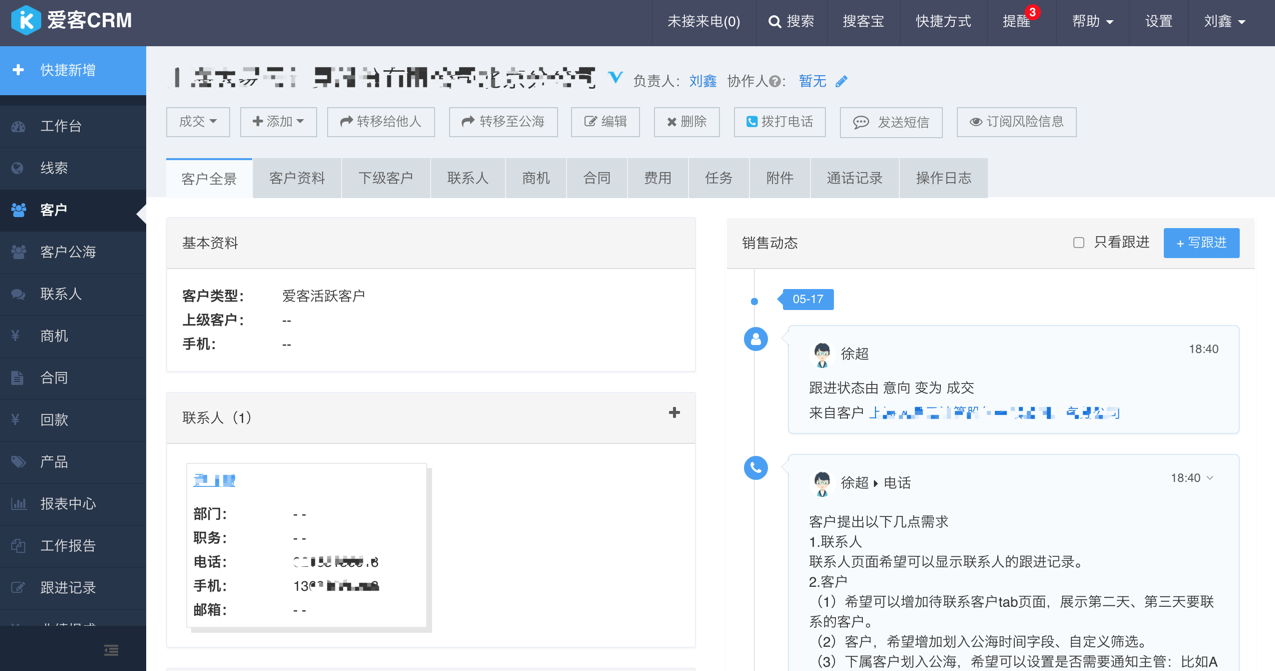 爱客CRM
未接来电(0)
搜索
搜客宝
快捷方式
提醒
3
帮助
设置
刘鑫
快捷新增
工作台
线索
客户
客户公海
联系人
商机
合同
回款
产品
报表中心
工作报告
跟进记录
负责人：刘鑫 协作人?：暂无
成交
添加
转移给他人
转移至公海
编辑
删除
拨打电话
发送短信
订阅风险信息
客户全景
客户资料
下级客户
联系人
商机
合同
费用
任务
附件
通话记录
操作日志
基本资料
客户类型： 爱客活跃客户
上级客户： --
手机： --
联系人（1）
部门： - -
职务： - -
电话：
手机：
邮箱： - -
销售动态
只看跟进
+ 写跟进
05-17
徐超
18:40
跟进状态由 意向 变为 成交
来自客户
徐超 电话
18:40
客户提出以下几点需求
1.联系人
联系人页面希望可以显示联系人的跟进记录。
2.客户
（1）希望可以增加待联系客户tab页面，展示第二天、第三天要联
系的客户。
（2）客户，希望增加划入公海时间字段、自定义筛选。
（3）下属客户划入公海，希望可以设置是否需要通知主管：比如A